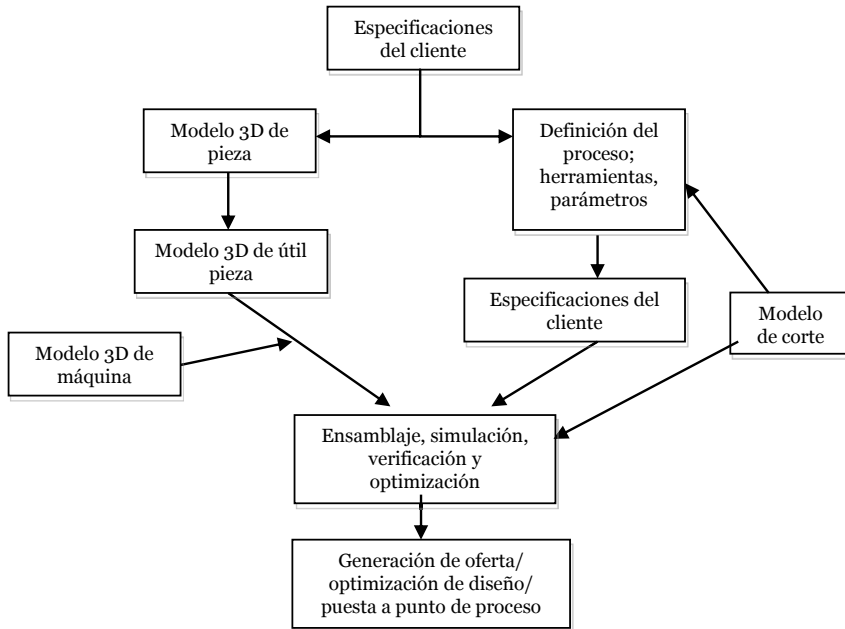 Especificaciones
del cliente
Modelo 3D de
pieza
Definición del
proceso;
herramientas,
parámetros
Modelo 3D de útil
pieza
Especificaciones del
cliente
Modelo
de corte
Modelo 3D de
máquina
Ensamblaje, simulación,
verificación y
optimización
Generación de oferta/
optimización de diseño/
puesta a punto de proceso